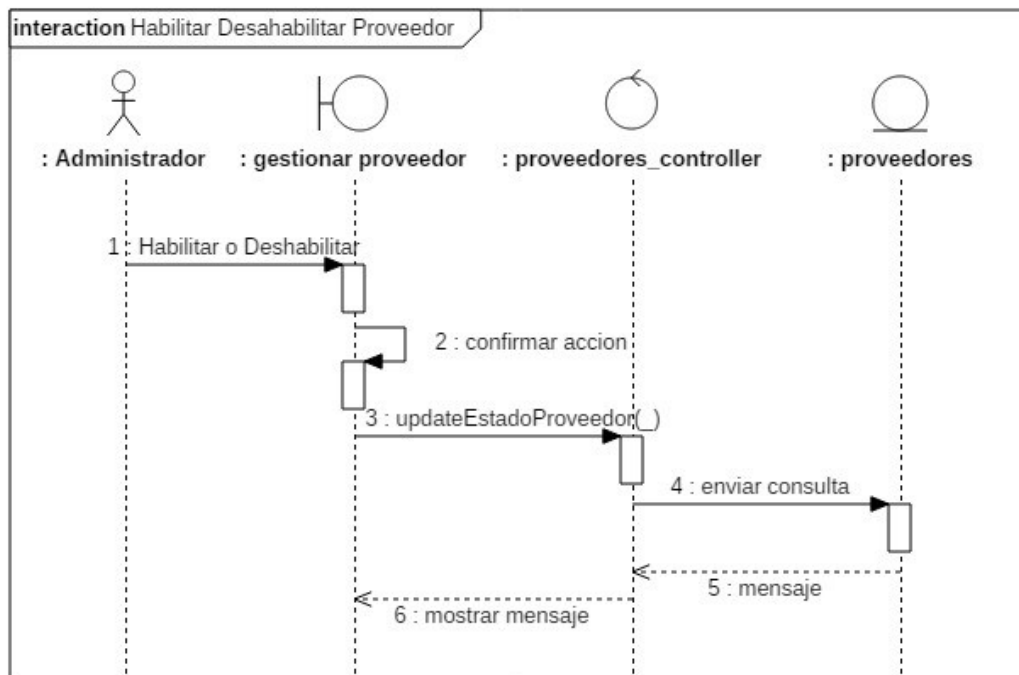 interaction Habilitar Desahabilitar Proveedor
: Administrador
: gestionar proveedor
: proveedores_controller
: proveedores
1 : Habilitar o Deshabilitar
2 : confirmar accion
3 : updateEstadoProveedor(_)
4 : enviar consulta
5 : mensaje
6 : mostrar mensaje